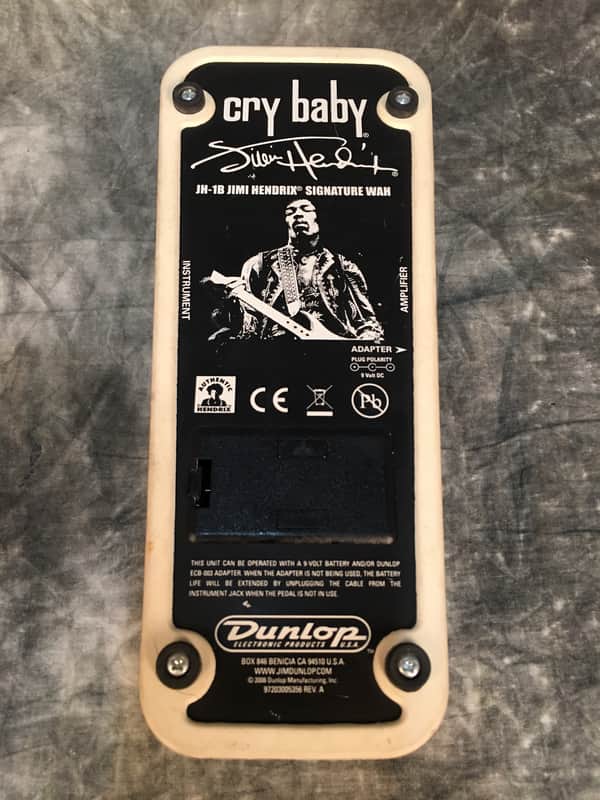 cry baby®
Jimi Hendrix®
JH-1B JIMI HENDRIX® SIGNATURE WAH
INSTRUMENT
AMPLIFIER
ADAPTER
PLUG POLARITY
9 Volt DC
AUTHENTIC
HENDRIX
CE
Pb
THIS UNIT CAN BE OPERATED WITH A 9-VOLT BATTERY AND/OR DUNLOP
ECB-003 ADAPTER. WHEN THE ADAPTER IS NOT BEING USED, THE BATTERY
LIFE WILL BE EXTENDED BY UNPLUGGING THE CABLE FROM THE
INSTRUMENT JACK WHEN THE PEDAL IS NOT IN USE.
Dunlop™
ELECTRONIC PRODUCTS U.S.A.
BOX 846 BENICIA CA 94510 U.S.A.
WWW.JIMDUNLOP.COM
© 2008 Dunlop Manufacturing, Inc.
97203005356 REV. A